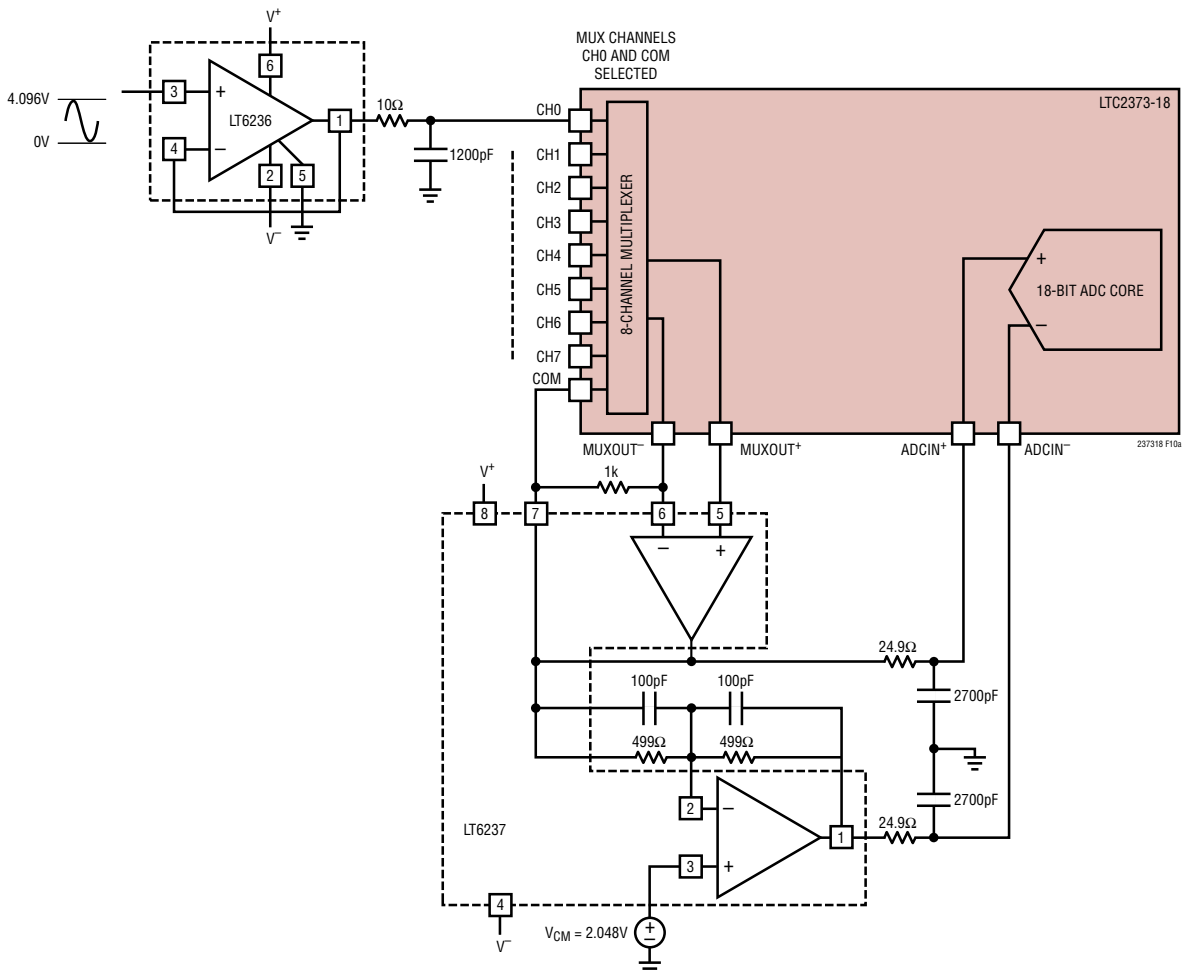 V+
MUX CHANNELS
CH0 AND COM
SELECTED
6
LTC2373-18
4.096V
0V
3
+
LT6236
1
10Ω
CH0
4
–
1200pF
CH1
2
5
CH2
V–
CH3
CH4
CH5
CH6
CH7
COM
8-CHANNEL MULTIPLEXER
+
18-BIT ADC CORE
–
MUXOUT–
MUXOUT+
ADCIN+
ADCIN–
237318 F10a
1k
V+
8
7
6
5
–
+
24.9Ω
100pF
100pF
2700pF
499Ω
499Ω
2
–
2700pF
LT6237
1
24.9Ω
3
+
4
V–
VCM = 2.048V
+
–